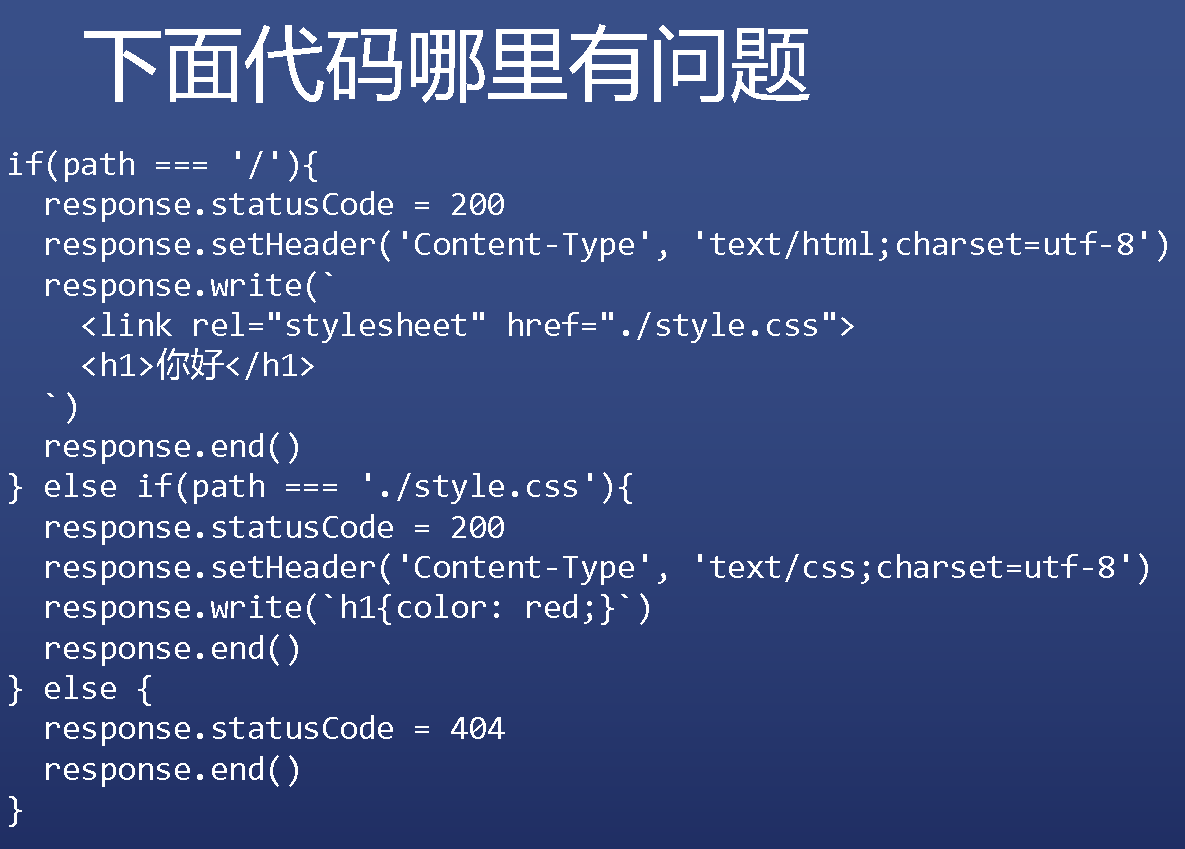 下面代码哪里有问题
if(path === '/'){
  response.statusCode = 200
  response.setHeader('Content-Type', 'text/html;charset=utf-8')
  response.write(`
    <link rel="stylesheet" href="./style.css">
    <h1>你好</h1>
  `)
  response.end()
} else if(path === './style.css'){
  response.statusCode = 200
  response.setHeader('Content-Type', 'text/css;charset=utf-8')
  response.write(`h1{color: red;}`)
  response.end()
} else {
  response.statusCode = 404
  response.end()
}